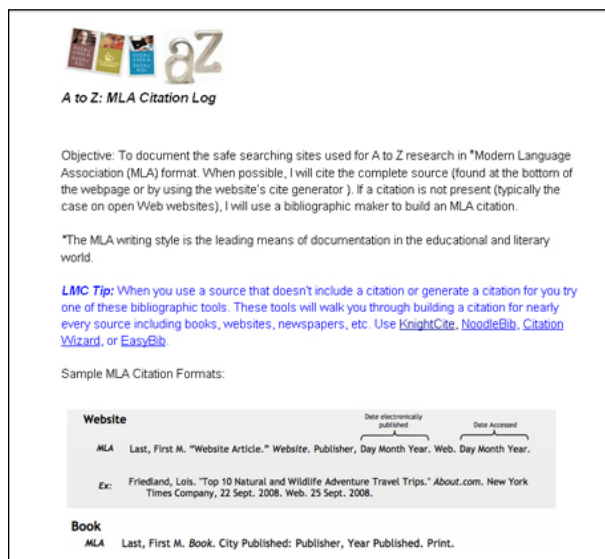 A to Z: MLA Citation Log
Objective: To document the safe searching sites used for A to Z research in *Modern Language
Association (MLA) format. When possible, I will cite the complete source (found at the bottom of
the webpage or by using the website's cite generator ). If a citation is not present (typically the
case on open Web websites), I will use a bibliographic maker to build an MLA citation.
*The MLA writing style is the leading means of documentation in the educational and literary
world.
LMC Tip: When you use a source that doesn't include a citation or generate a citation for you try
one of these bibliographic tools. These tools will walk you through building a citation for nearly
every source including books, websites, newspapers, etc. Use KnightCite, NoodleBib, Citation
Wizard, or EasyBib.
Sample MLA Citation Formats:
Website
Date electronically
published
Date Accessed
MLA Last, First M. "Website Article." Website. Publisher, Day Month Year. Web. Day Month Year.
Ex: Friedland, Lois. "Top 10 Natural and Wildlife Adventure Travel Trips." About.com. New York
Times Company, 22 Sept. 2008. Web. 25 Sept. 2008.
Book
MLA Last, First M. Book. City Published: Publisher, Year Published. Print.